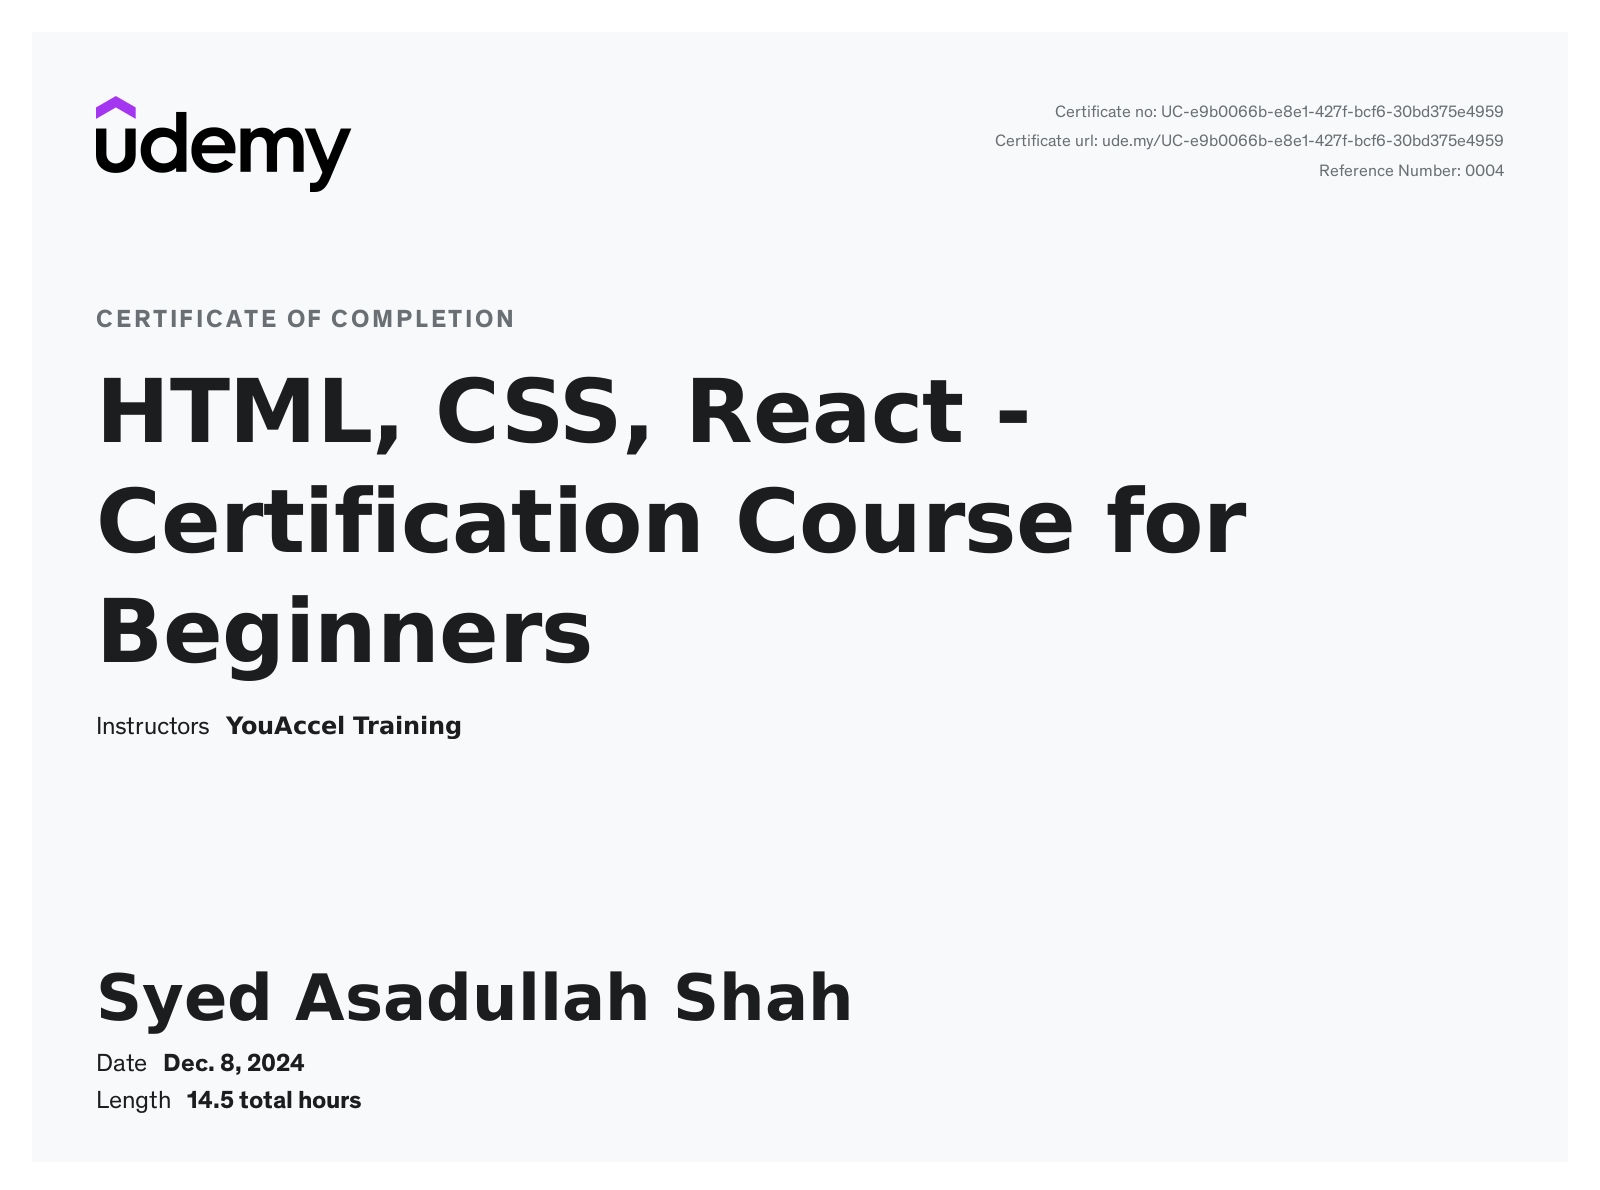 udemy
Certificate no: UC-e9b0066b-e8e1-427f-bcf6-30bd375e4959
Certificate url: ude.my/UC-e9b0066b-e8e1-427f-bcf6-30bd375e4959
Reference Number: 0004
CERTIFICATE OF COMPLETION
HTML, CSS, React -
Certification Course for
Beginners
Instructors YouAccel Training
Syed Asadullah Shah
Date Dec. 8, 2024
Length 14.5 total hours